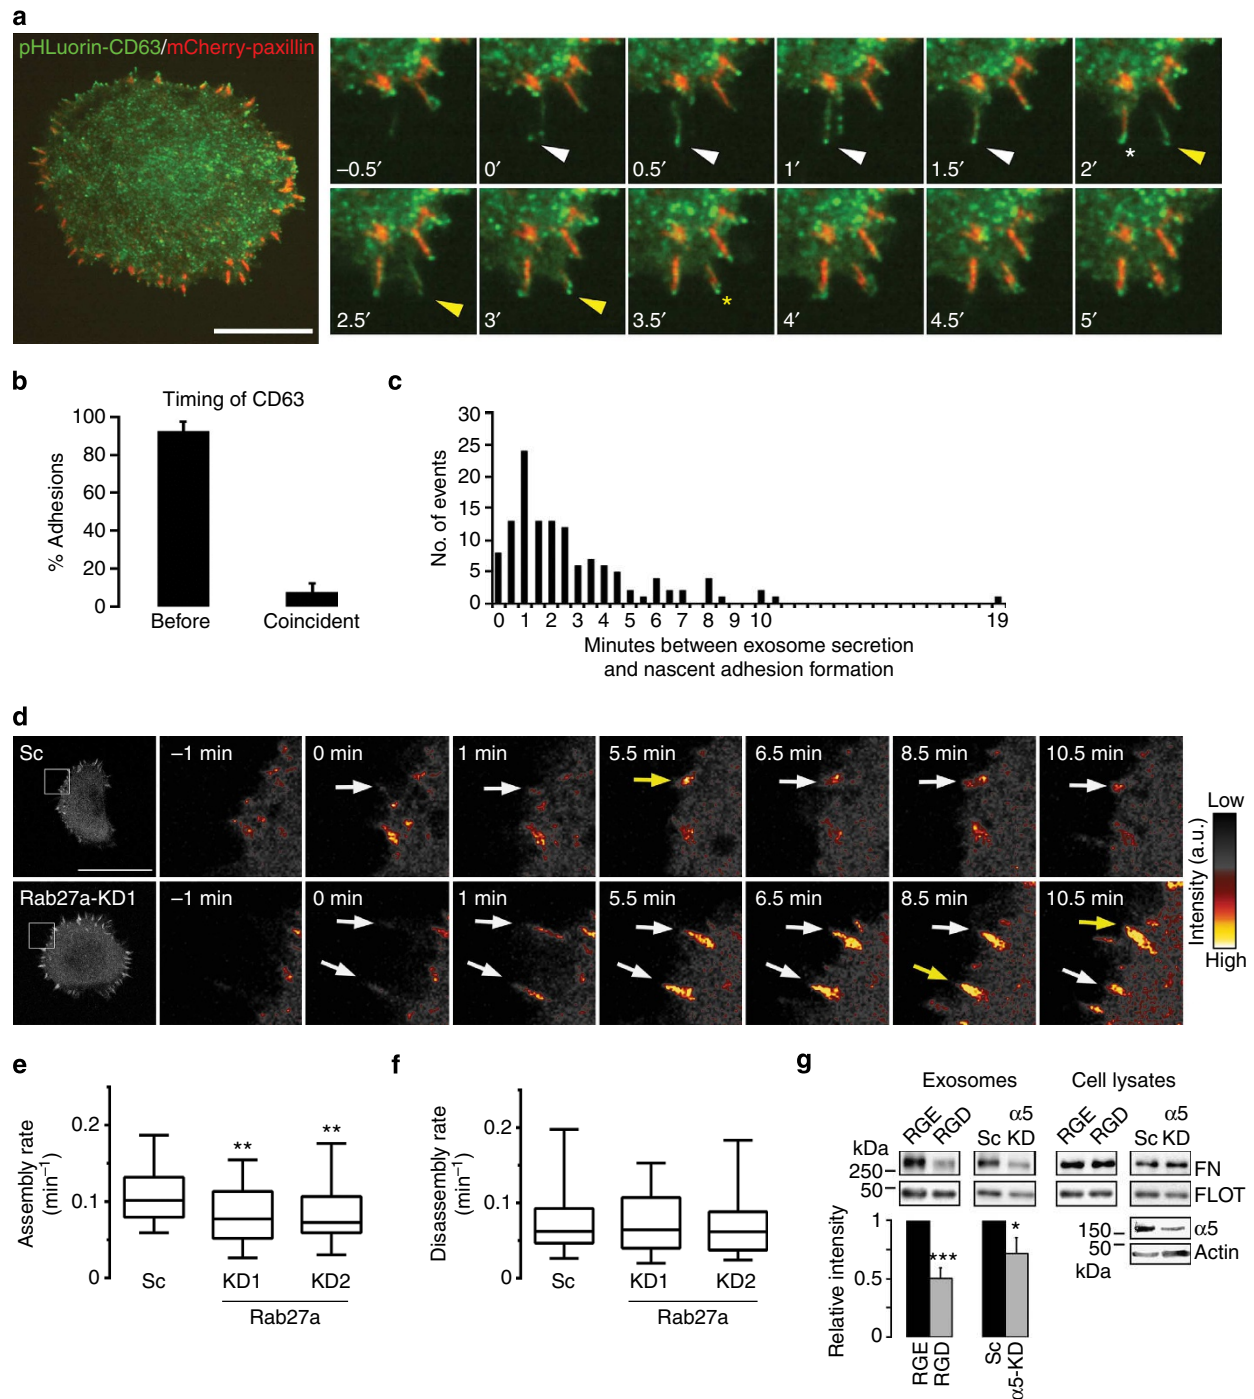 a
pHLuorin-CD63/mCherry-paxillin
–0.5′
0′
0.5′
1′
1.5′
2′
*
2.5′
3′
3.5′
*
4′
4.5′
5′
b
Timing of CD63
% Adhesions
100
80
60
40
20
0
Before
Coincident
c
No. of events
30
25
20
15
10
5
0
0 1 2 3 4 5 6 7 8 9 10 19
Minutes between exosome secretion
and nascent adhesion formation
d
Sc
–1 min
0 min
1 min
5.5 min
6.5 min
8.5 min
10.5 min
Rab27a-KD1
–1 min
0 min
1 min
5.5 min
6.5 min
8.5 min
10.5 min
Low
Intensity (a.u.)
High
e
Assembly rate
(min–1)
0.2
0.1
0
**
**
Sc
KD1
KD2
Rab27a
f
Disassembly rate
(min–1)
0.2
0.1
0
Sc
KD1
KD2
Rab27a
g
Exosomes
Cell lysates
RGE
RGD
Sc
α5
KD
RGE
RGD
Sc
α5
KD
kDa
250
50
FN
FLOT
150
50
kDa
α5
Actin
Relative intensity
1
0.5
0
***
*
RGE
RGD
Sc
α5-KD